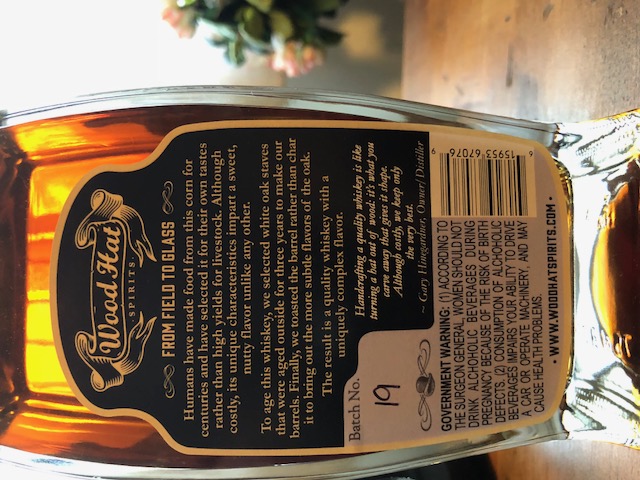 Wood Hat
SPIRITS
FROM FIELD TO GLASS
Humans have made food from this corn for
centuries and have selected it for their own tastes
rather than high yields for livestock. Although
costly, its unique characteristics impart a sweet,
nutty flavor unlike any other.
To age this whiskey, we selected white oak staves
that were aged outside for three years to make our
barrels. Finally, we toasted the barrel rather than char
it to bring out the more subtle flavors of the oak.
The result is a quality whiskey with a
uniquely complex flavor.
Handcrafting a quality whiskey is like
turning a hat out of wood: it's what you
carve away that gives it shape.
Although costly, we keep only
the very best.
~ Gary Hinegardner, Owner/Distiller
Batch No.
19
GOVERNMENT WARNING: (1) ACCORDING TO
THE SURGEON GENERAL, WOMEN SHOULD NOT
DRINK ALCHOHOLIC BEVERAGES DURING
PREGNANCY BECAUSE OF THE RISK OF BIRTH
DEFECTS. (2) CONSUMPTION OF ALCHOHOLIC
BEVERAGES IMPAIRS YOUR ABILITY TO DRIVE
A CAR OR OPERATE MACHINERY, AND MAY
CAUSE HEALTH PROBLEMS.
15953 67076 9
• WWW.WOODHATSPIRITS.COM •